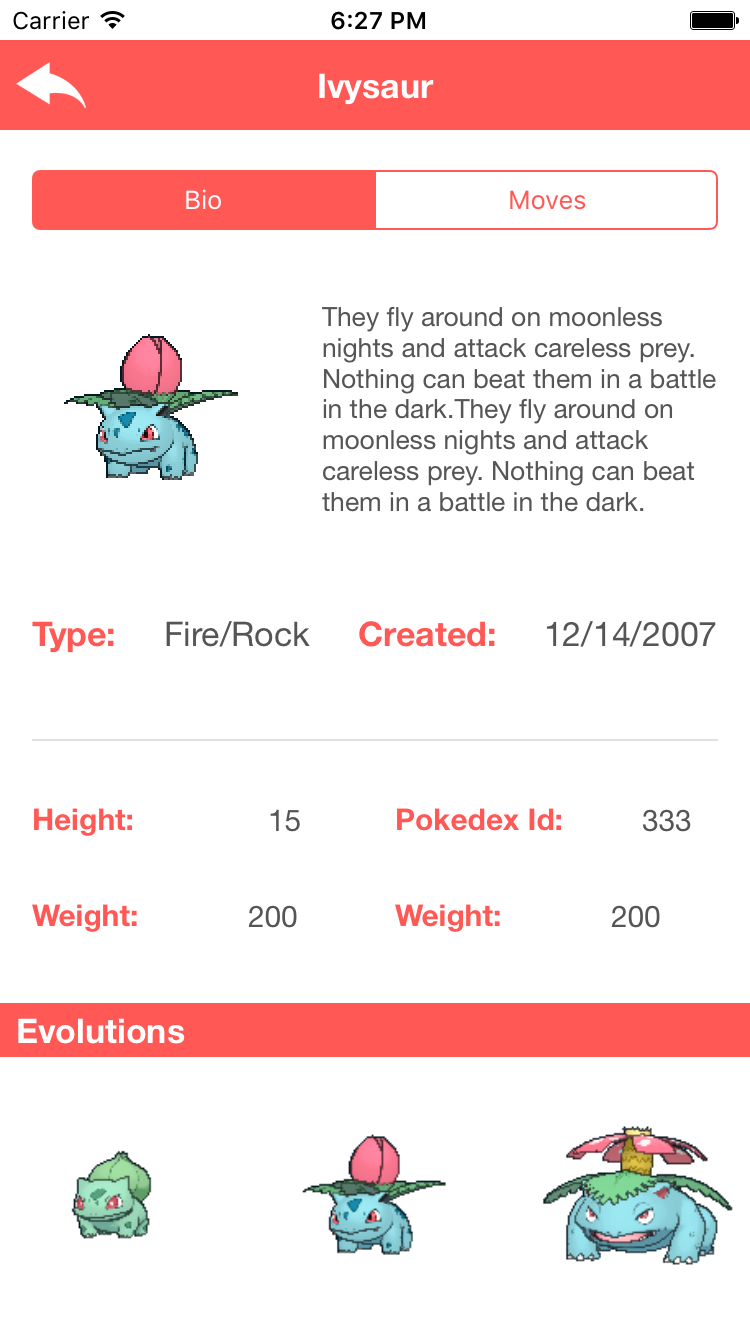 Carrier 6:27 PM
Ivysaur
Bio Moves
They fly around on moonless
nights and attack careless prey.
Nothing can beat them in a battle
in the dark.They fly around on
moonless nights and attack
careless prey. Nothing can beat
them in a battle in the dark.
Type: Fire/Rock Created: 12/14/2007
Height: 15 Pokedex Id: 333
Weight: 200 Weight: 200
Evolutions